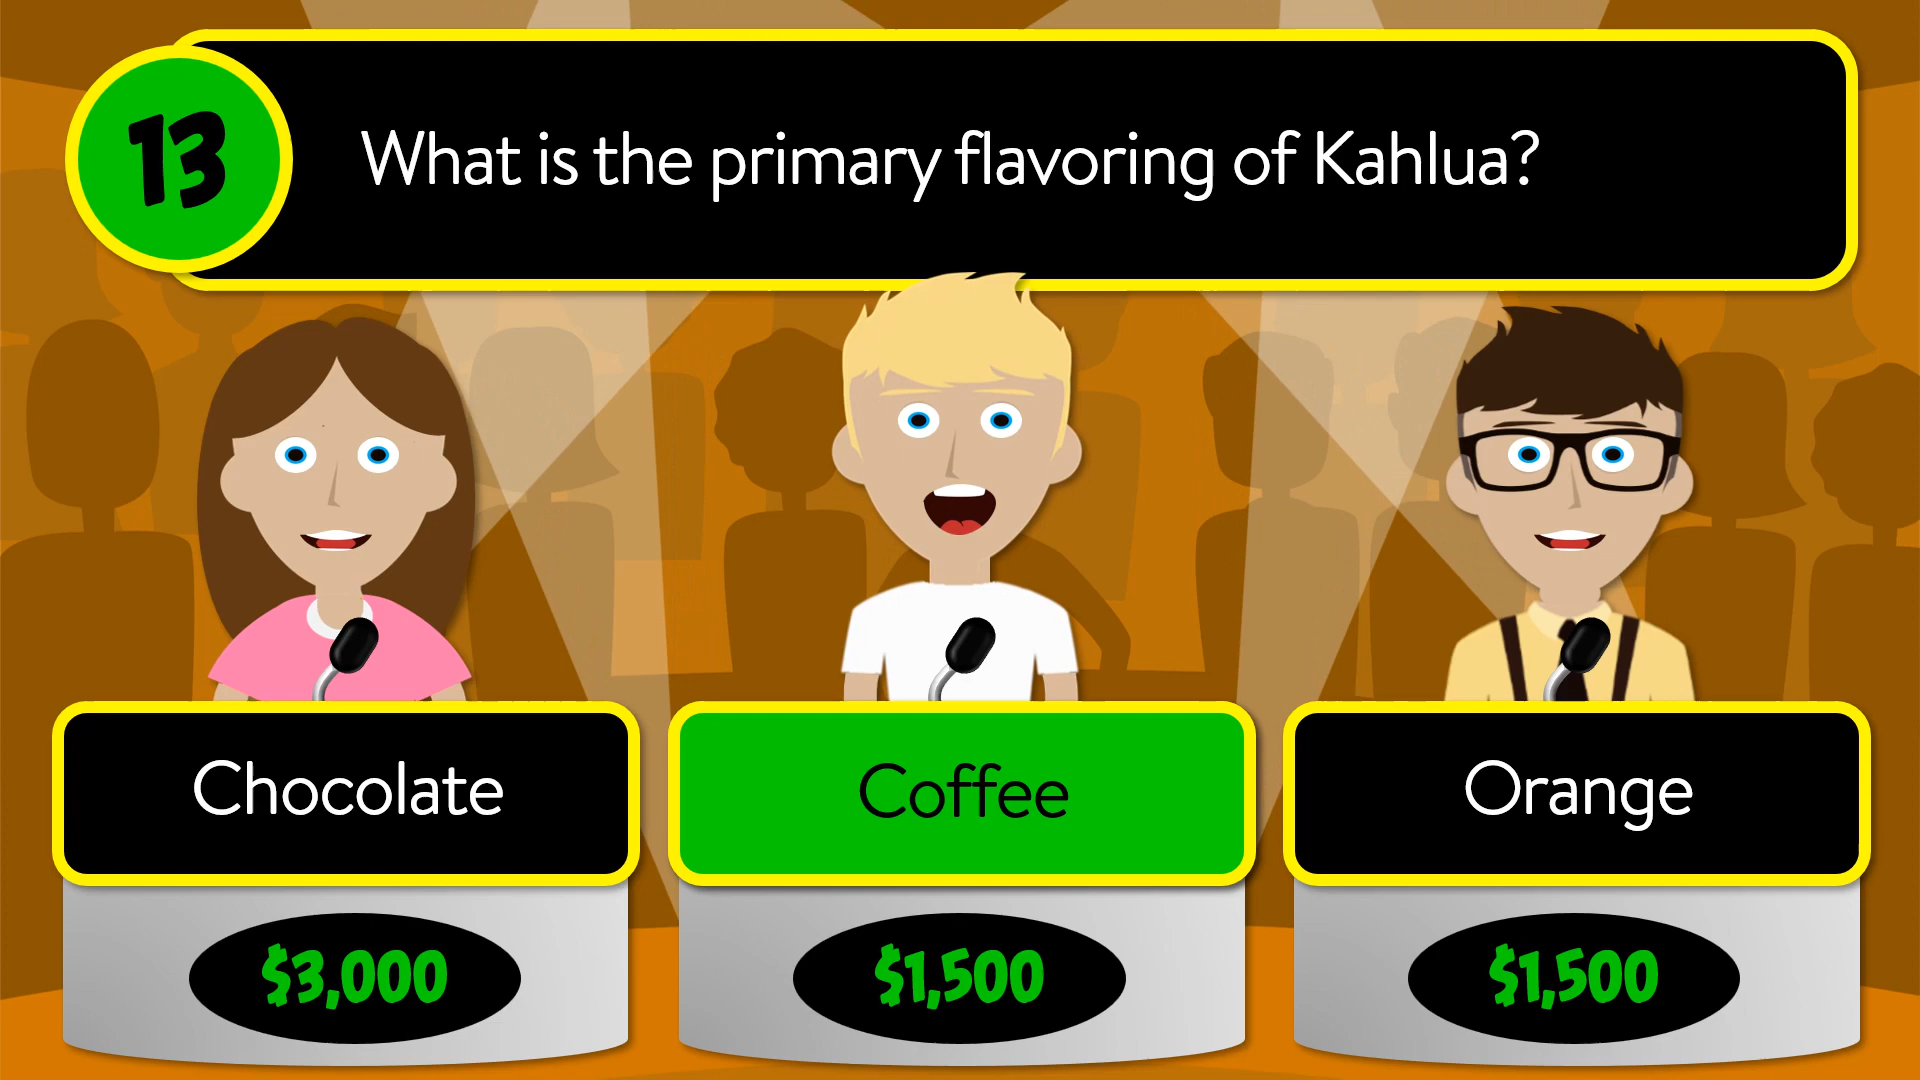 13
What is the primary flavoring of Kahlua?
Chocolate
Coffee
Orange
$3,000
$1,500
$1,500